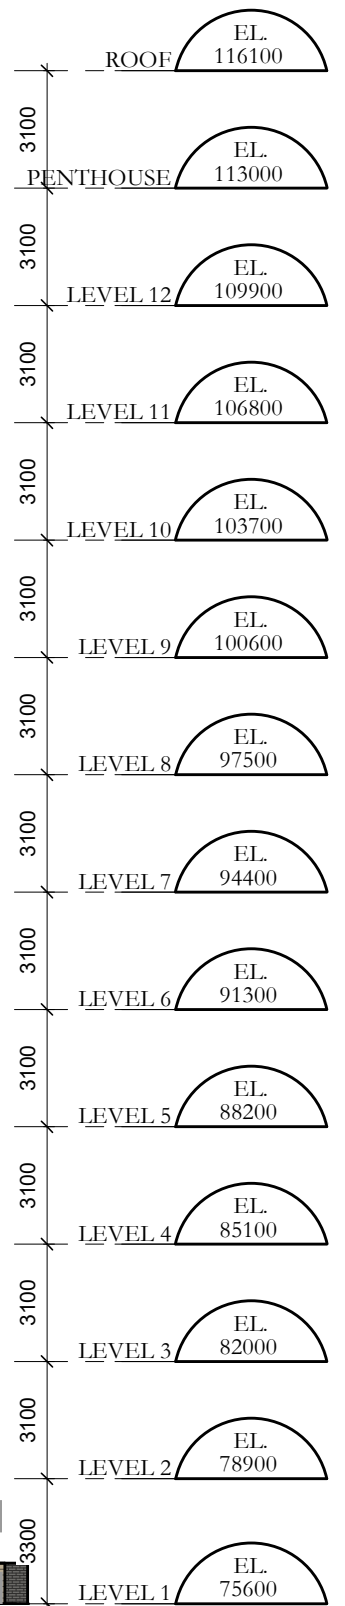 EL.
ROOF 116100
3100
EL.
PENTHOUSE 113000
3100
EL.
LEVEL 12 109900
3100
EL.
LEVEL 11 106800
3100
EL.
LEVEL 10 103700
3100
EL.
LEVEL 9 100600
3100
EL.
LEVEL 8 97500
3100
EL.
LEVEL 7 94400
3100
EL.
LEVEL 6 91300
3100
EL.
LEVEL 5 88200
3100
EL.
LEVEL 4 85100
3100
EL.
LEVEL 3 82000
3100
EL.
LEVEL 2 78900
3300
EL.
LEVEL 1 75600